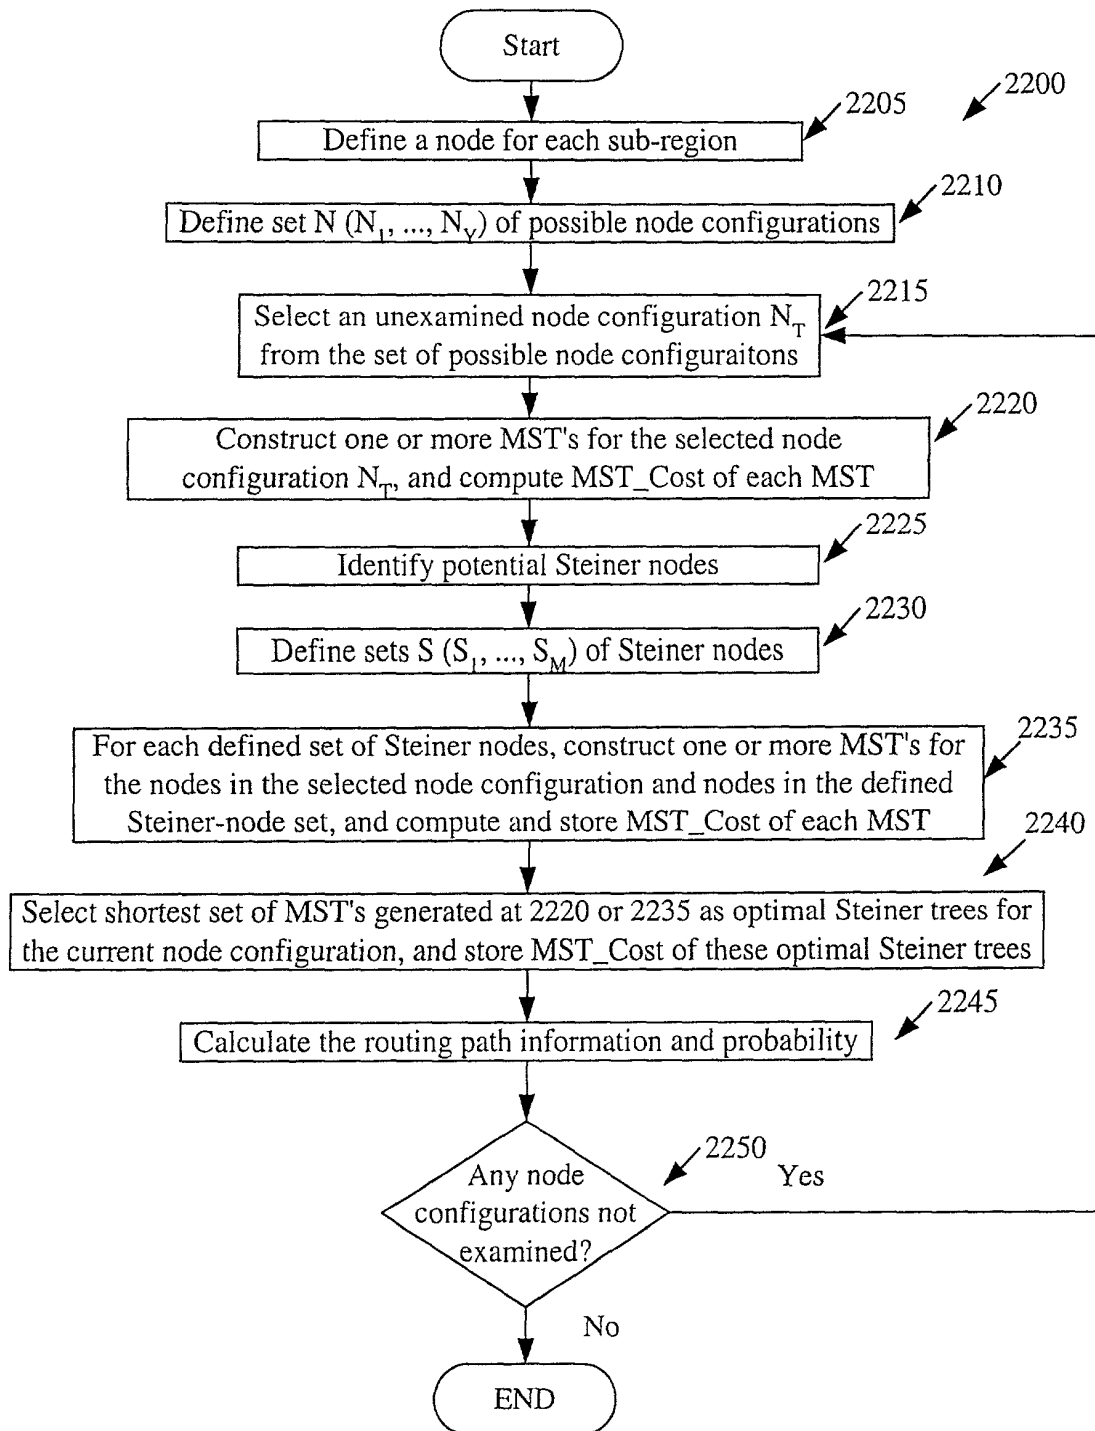 Start
2200
2205
Define a node for each sub-region
2210
Define set N (N₁, ..., N_Y) of possible node configurations
2215
Select an unexamined node configuration N_T
from the set of possible node configuraitons
2220
Construct one or more MST's for the selected node
configuration N_T, and compute MST_Cost of each MST
2225
Identify potential Steiner nodes
2230
Define sets S (S₁, ..., S_M) of Steiner nodes
2235
For each defined set of Steiner nodes, construct one or more MST's for
the nodes in the selected node configuration and nodes in the defined
Steiner-node set, and compute and store MST_Cost of each MST
2240
Select shortest set of MST's generated at 2220 or 2235 as optimal Steiner trees for
the current node configuration, and store MST_Cost of these optimal Steiner trees
2245
Calculate the routing path information and probability
2250
Any node
configurations not
examined?
Yes
No
END